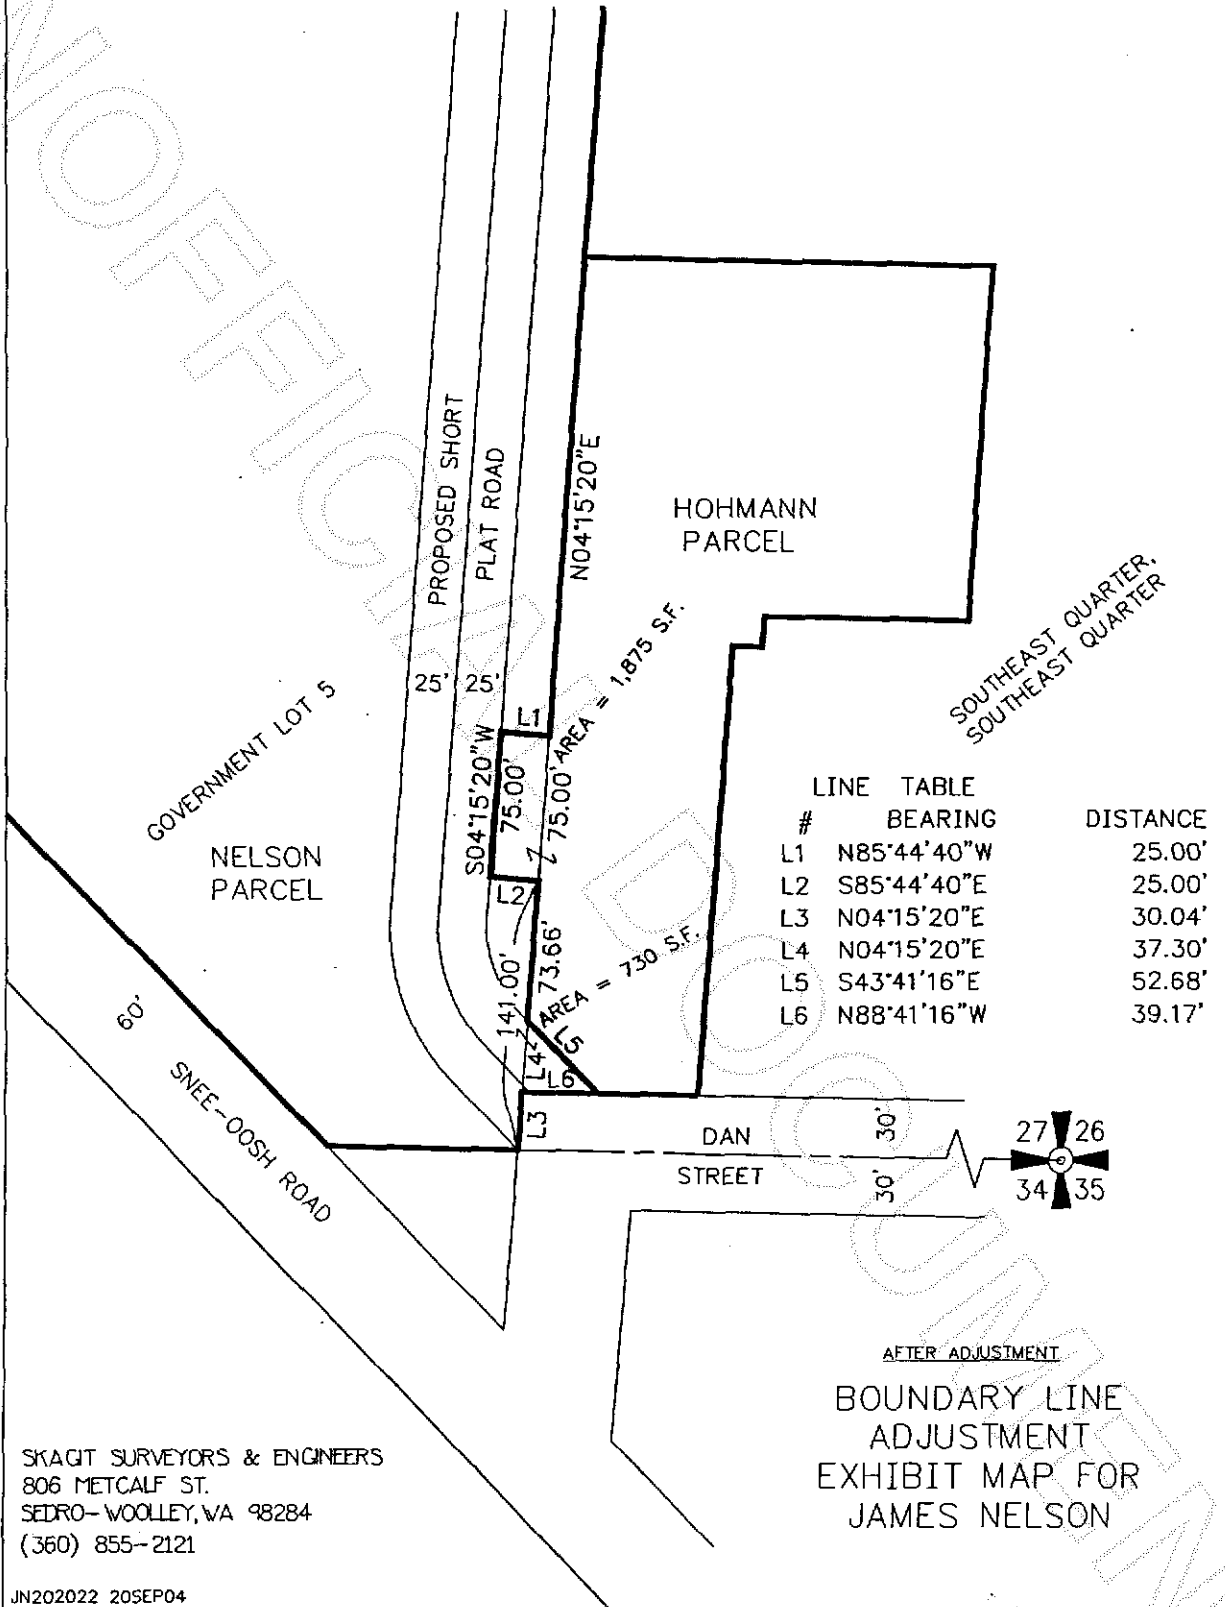 UNOFFICIAL DOCUMENT
PROPOSED SHORT
PLAT ROAD
N04°15'20"E
HOHMANN
PARCEL
SOUTHEAST QUARTER,
SOUTHEAST QUARTER
25' 25'
GOVERNMENT LOT 5
L1
AREA = 1,875 S.F.
S04°15'20"W
75.00'
75.00'
NELSON
PARCEL
L2
LINE TABLE
# BEARING DISTANCE
L1 N85°44'40"W 25.00'
L2 S85°44'40"E 25.00'
L3 N04°15'20"E 30.04'
L4 N04°15'20"E 37.30'
L5 S43°41'16"E 52.68'
L6 N88°41'16"W 39.17'
141.00'
73.66'
AREA = 730 S.F.
L5
L4
L6
L3
60'
SNEE-OOSH ROAD
DAN
STREET
30'
30'
27 26
34 35
AFTER ADJUSTMENT
BOUNDARY LINE
ADJUSTMENT
EXHIBIT MAP FOR
JAMES NELSON
SKAGIT SURVEYORS & ENGINEERS
806 METCALF ST.
SEDRO-WOOLLEY, WA 98284
(360) 855-2121
JN202022 20SEP04